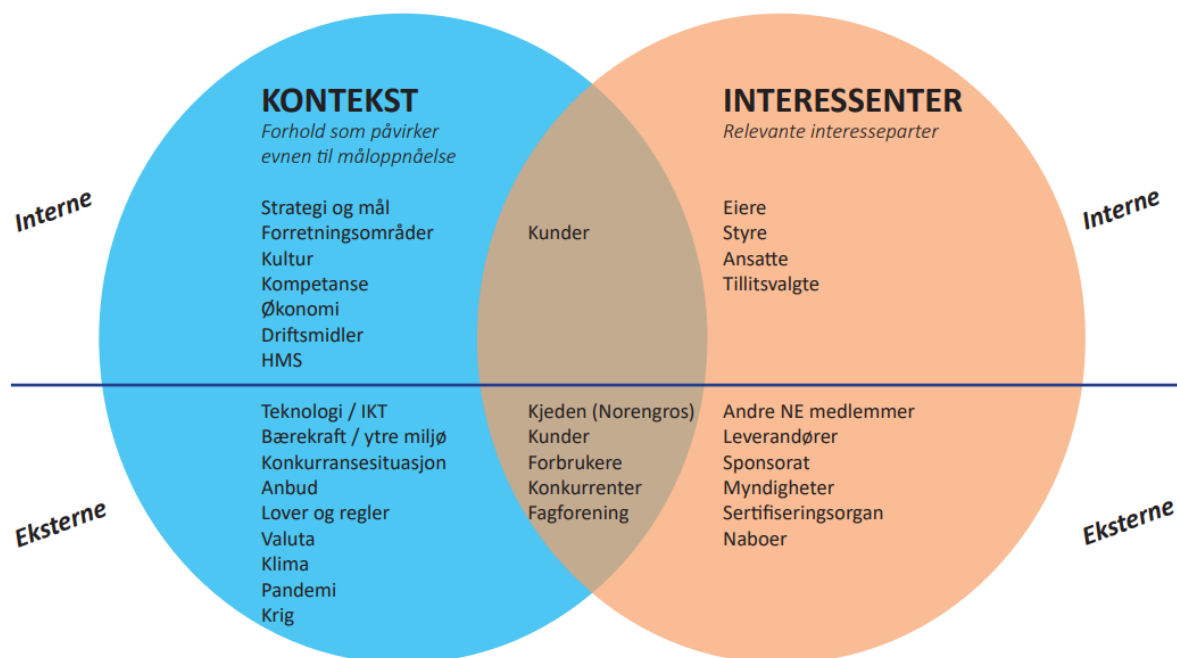 KONTEKST
Forhold som påvirker
evnen til måloppnåelse
INTERESSENTER
Relevante interesseparter
Interne
Strategi og mål
Forretningsområder
Kultur
Kompetanse
Økonomi
Driftsmidler
HMS
Kunder
Eiere
Styre
Ansatte
Tillitsvalgte
Interne
Eksterne
Teknologi / IKT
Bærekraft / ytre miljø
Konkurransesituasjon
Anbud
Lover og regler
Valuta
Klima
Pandemi
Krig
Kjeden (Norengros)
Kunder
Forbrukere
Konkurrenter
Fagforening
Andre NE medlemmer
Leverandører
Sponsorat
Myndigheter
Sertifiseringsorgan
Naboer
Eksterne